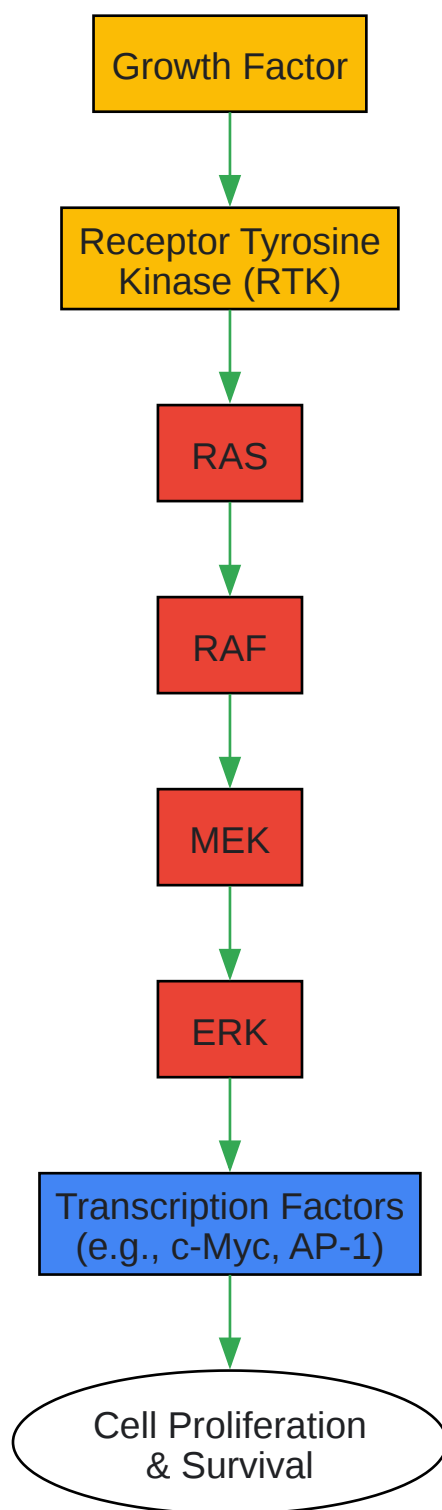 Growth Factor
Receptor Tyrosine
Kinase (RTK)
RAS
RAF
MEK
ERK
Transcription Factors
(e.g., c-Myc, AP-1)
Cell Proliferation
& Survival